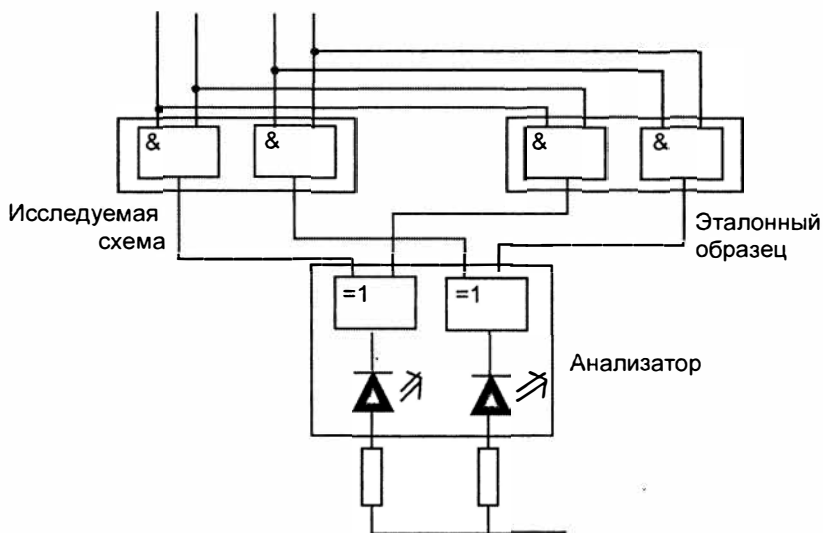 &
&
&
&
Исследуемая
схема
Эталонный
образец
=1
=1
Анализатор